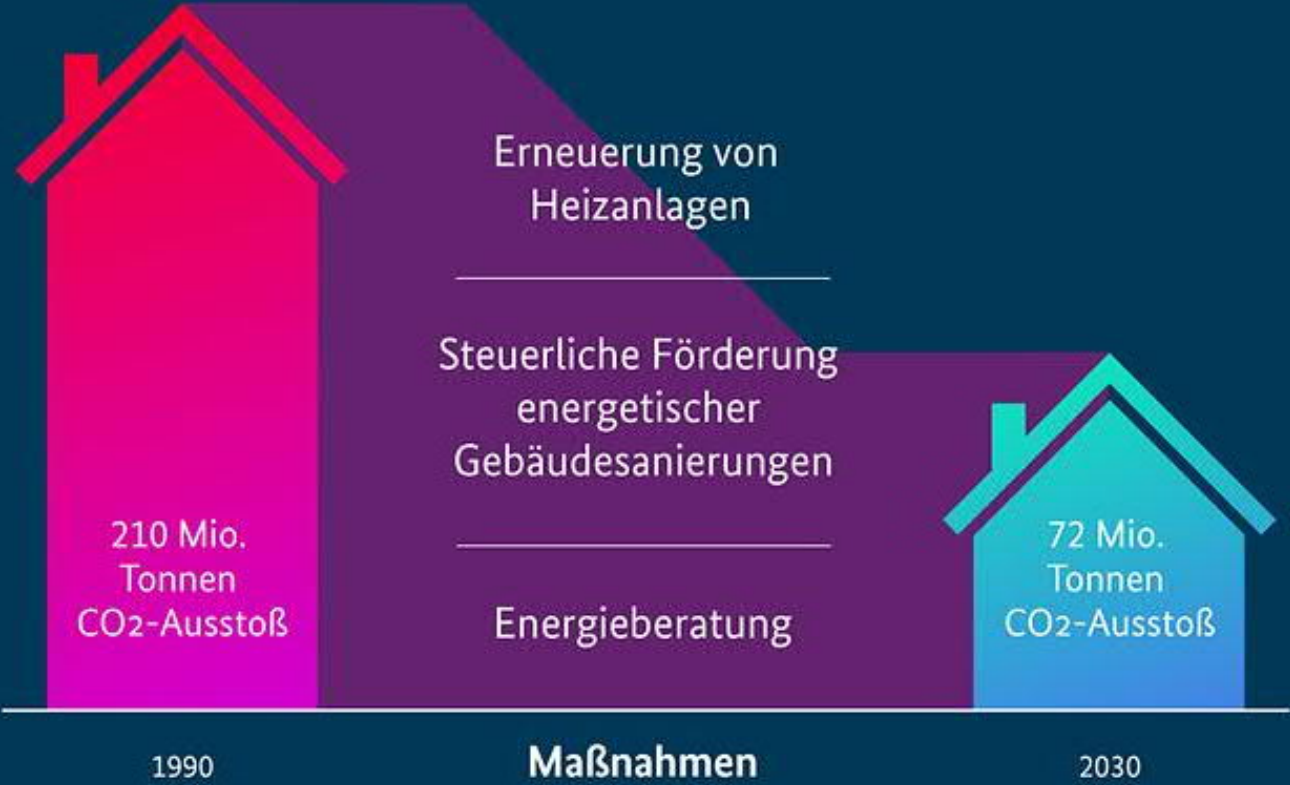 Erneuerung von
Heizanlagen
Steuerliche Förderung
energetischer
Gebäudesanierungen
Energieberatung
210 Mio.
Tonnen
CO2-Ausstoß
72 Mio.
Tonnen
CO2-Ausstoß
1990
Maßnahmen
2030